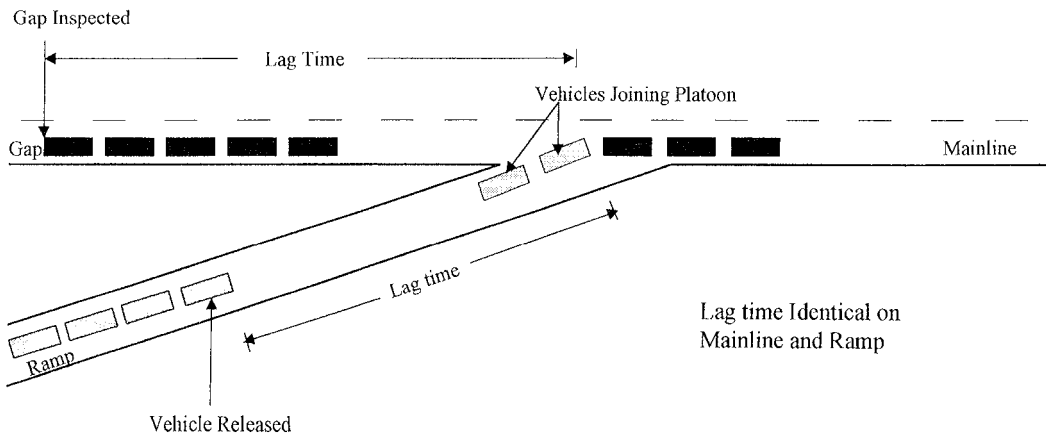 Gap Inspected
Lag Time
Vehicles Joining Platoon
Gap
Mainline
Lag time
Lag time Identical on
Mainline and Ramp
Ramp
Vehicle Released